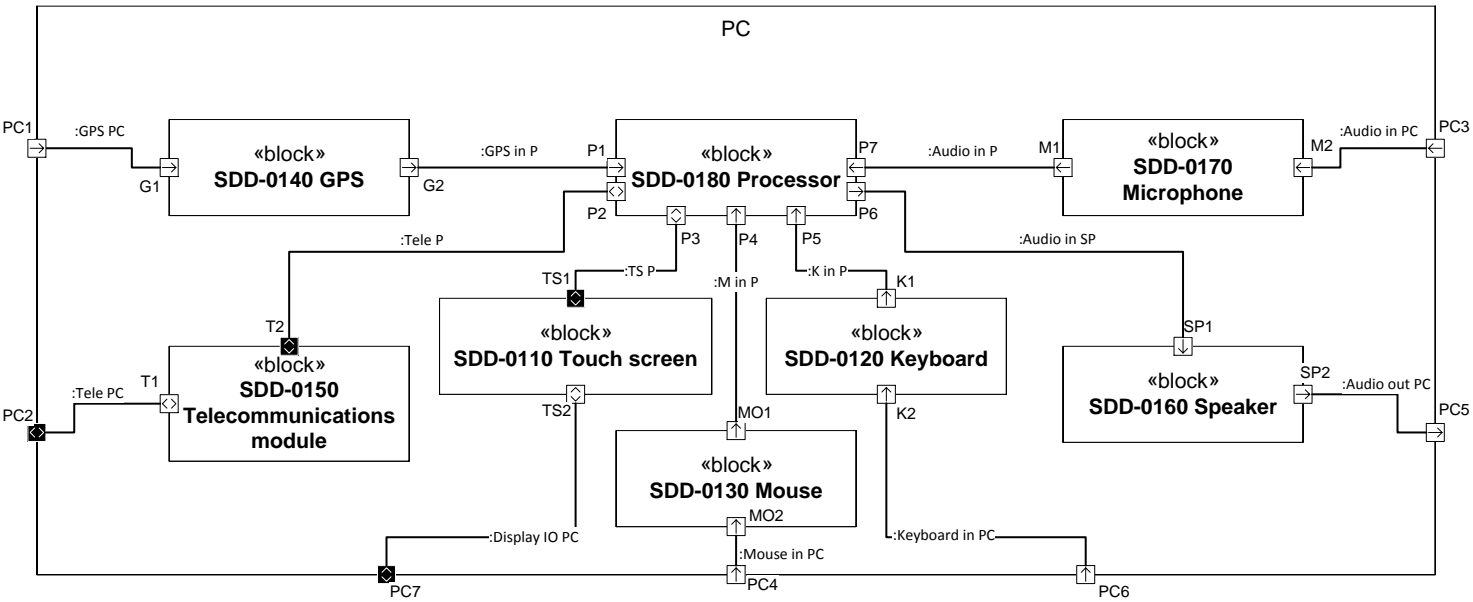 PC
PC1
:GPS PC
G1
«block»
SDD-0140 GPS
G2
:GPS in P
P1
P2
«block»
SDD-0180 Processor
P7
P6
:Audio in P
M1
«block»
SDD-0170
Microphone
M2
:Audio in PC
PC3
:Tele P
P3
P4
P5
:Audio in SP
TS1
:TS P
:M in P
:K in P
K1
T2
«block»
SDD-0150
Telecommunications
module
T1
:Tele PC
PC2
«block»
SDD-0110 Touch screen
TS2
«block»
SDD-0120 Keyboard
K2
SP1
«block»
SDD-0160 Speaker
SP2
:Audio out PC
PC5
MO1
«block»
SDD-0130 Mouse
MO2
:Display IO PC
:Mouse in PC
:Keyboard in PC
PC7
PC4
PC6